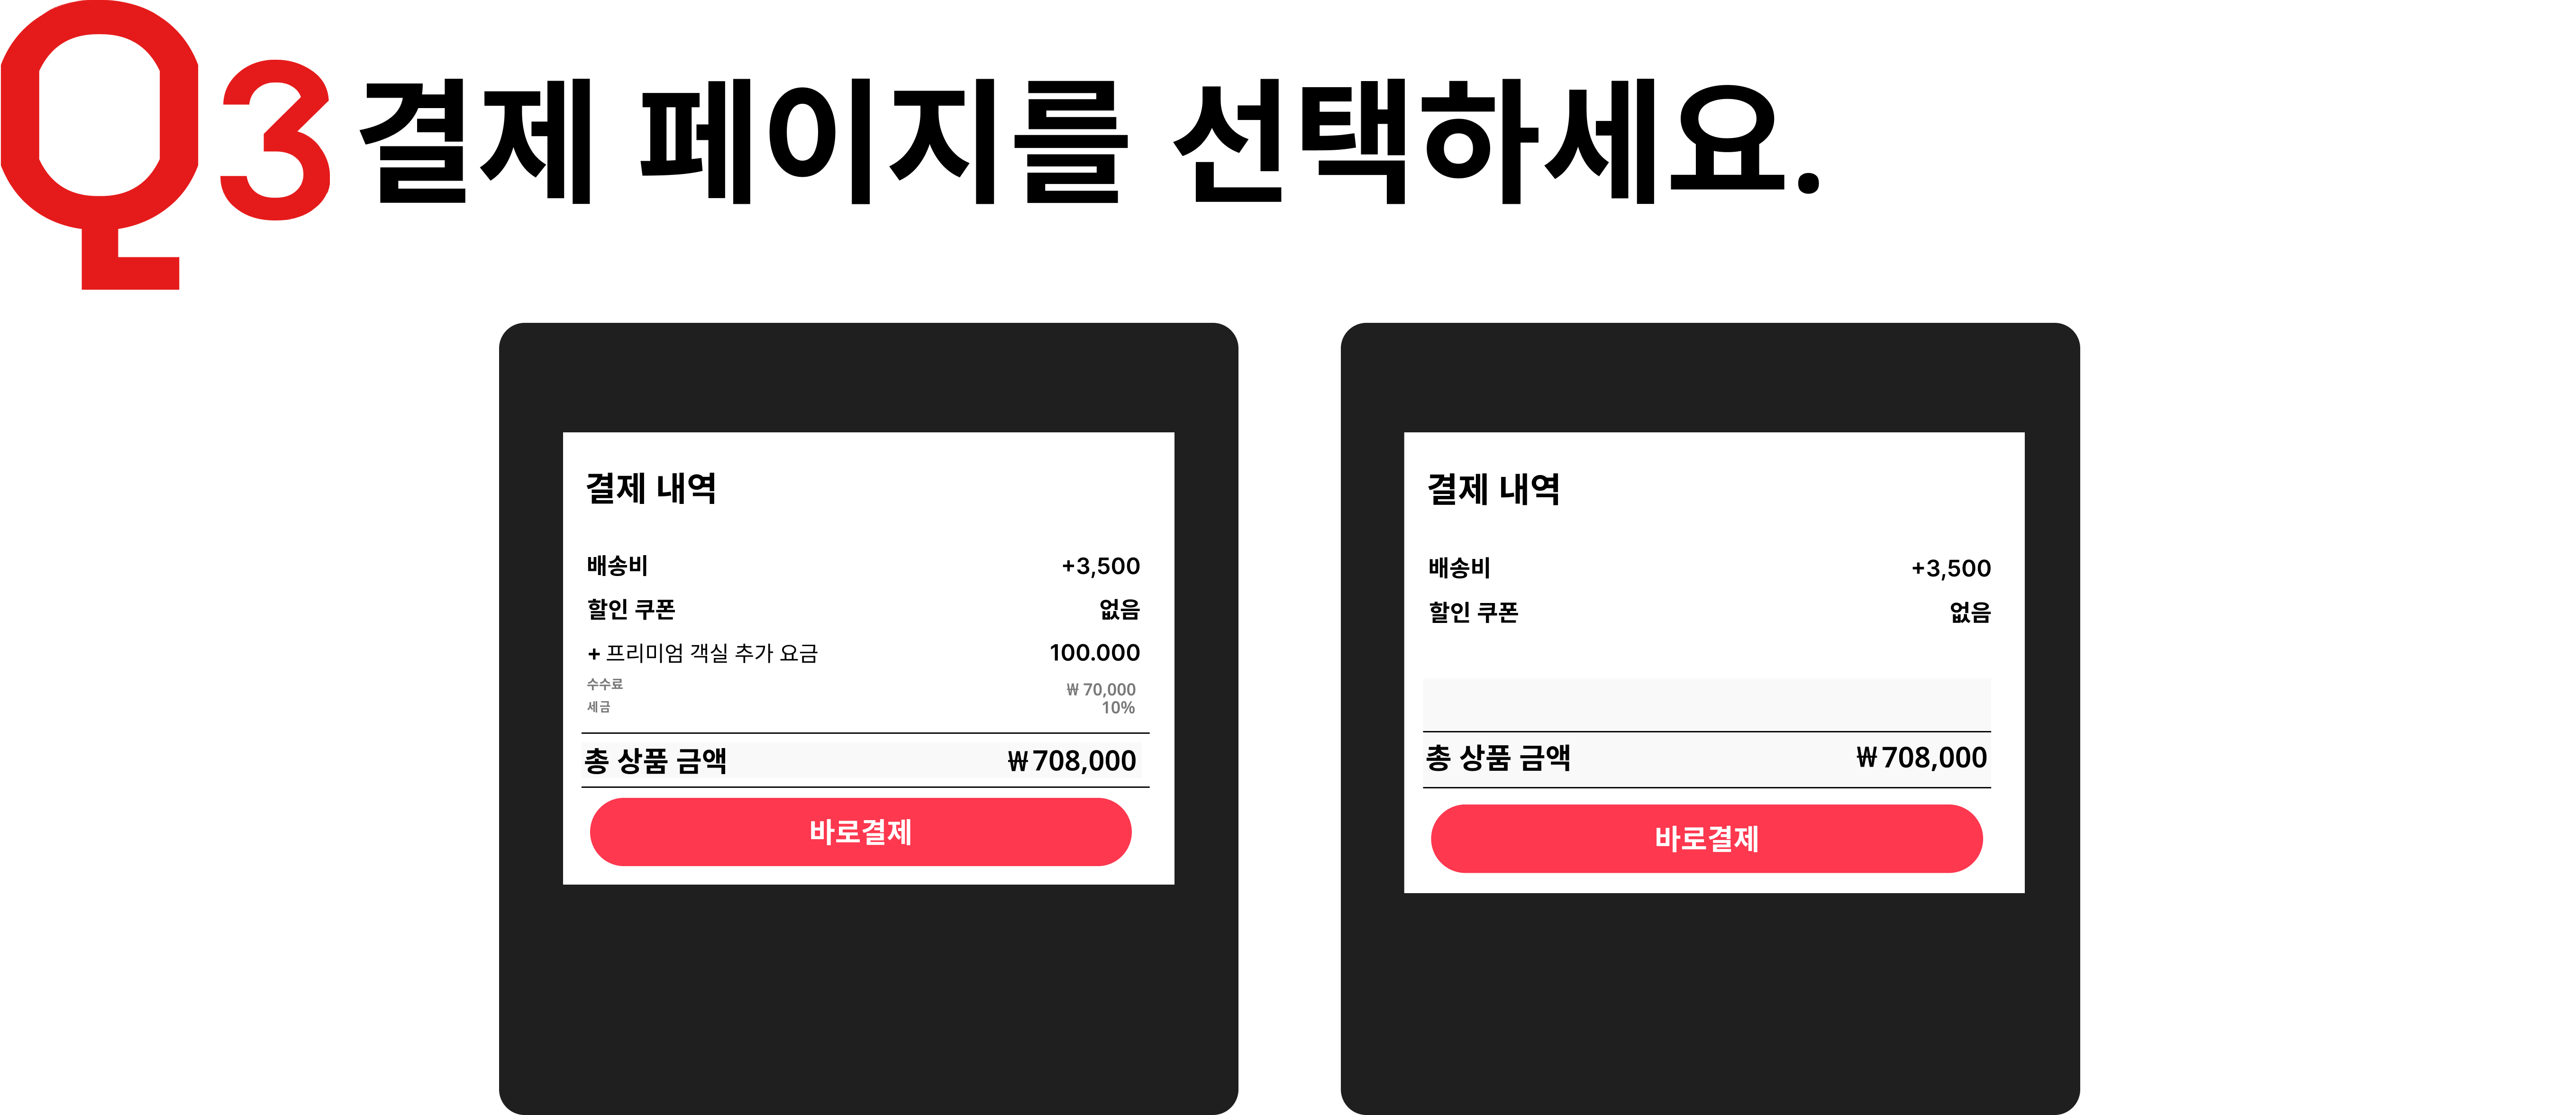 Q3 결제 페이지를 선택하세요.
결제 내역
배송비 +3,500
할인 쿠폰 없음
+ 프리미엄 객실 추가 요금 100.000
수수료 ₩ 70,000
세금 10%
총 상품 금액 ₩ 708,000
바로결제
결제 내역
배송비 +3,500
할인 쿠폰 없음
총 상품 금액 ₩ 708,000
바로결제